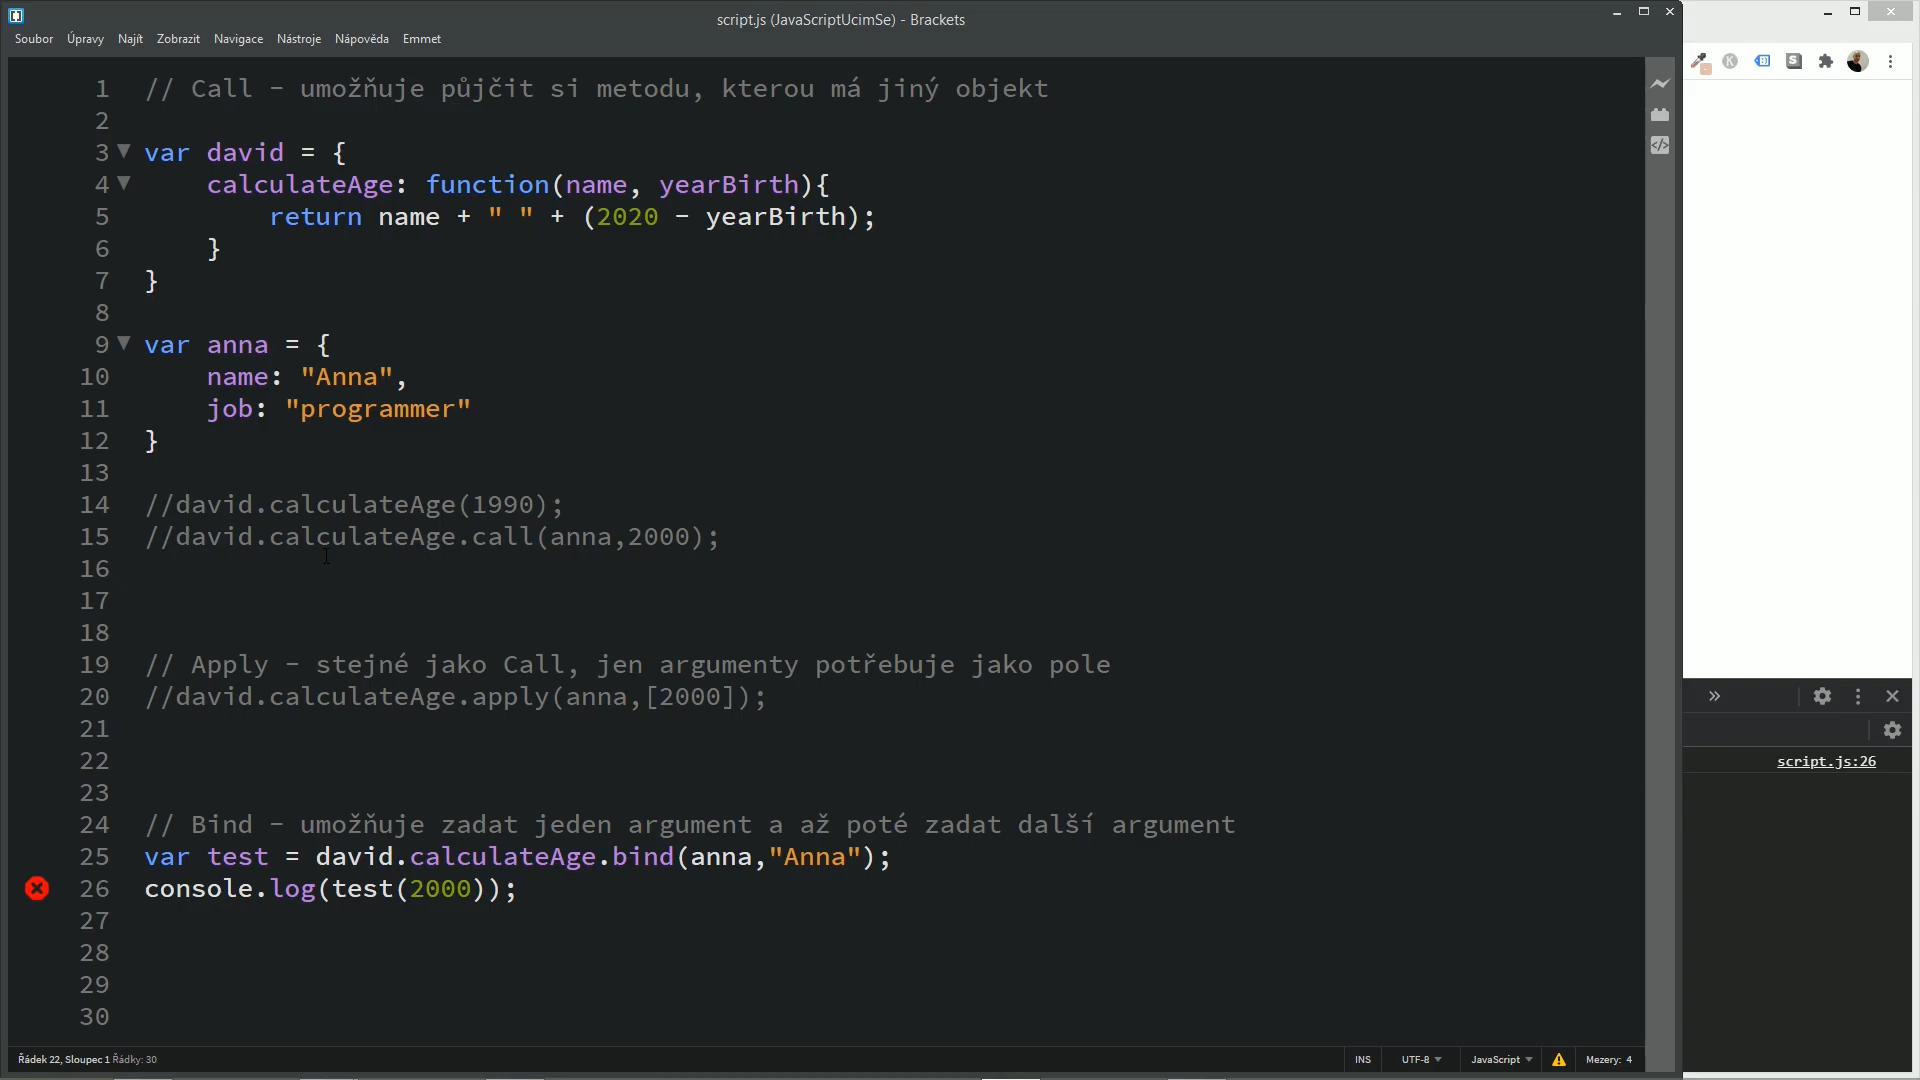 script.js (JavaScriptUcimSe) - Brackets
Soubor Úpravy Najít Zobrazit Navigace Nástroje Nápověda Emmet
1 // Call - umožňuje půjčit si metodu, kterou má jiný objekt
2
3 var david = {
4 calculateAge: function(name, yearBirth){
5 return name + " " + (2020 - yearBirth);
6 }
7 }
8
9 var anna = {
10 name: "Anna",
11 job: "programmer"
12 }
13
14 //david.calculateAge(1990);
15 //david.calculateAge.call(anna,2000);
16
17
18
19 // Apply - stejné jako Call, jen argumenty potřebuje jako pole
20 //david.calculateAge.apply(anna,[2000]);
21
22
23
24 // Bind - umožňuje zadat jeden argument a až poté zadat další argument
25 var test = david.calculateAge.bind(anna,"Anna");
26 console.log(test(2000));
27
28
29
30
script.js:26
Řádek 22, Sloupec 1 Řádky: 30
INS UTF-8 JavaScript Mezery: 4